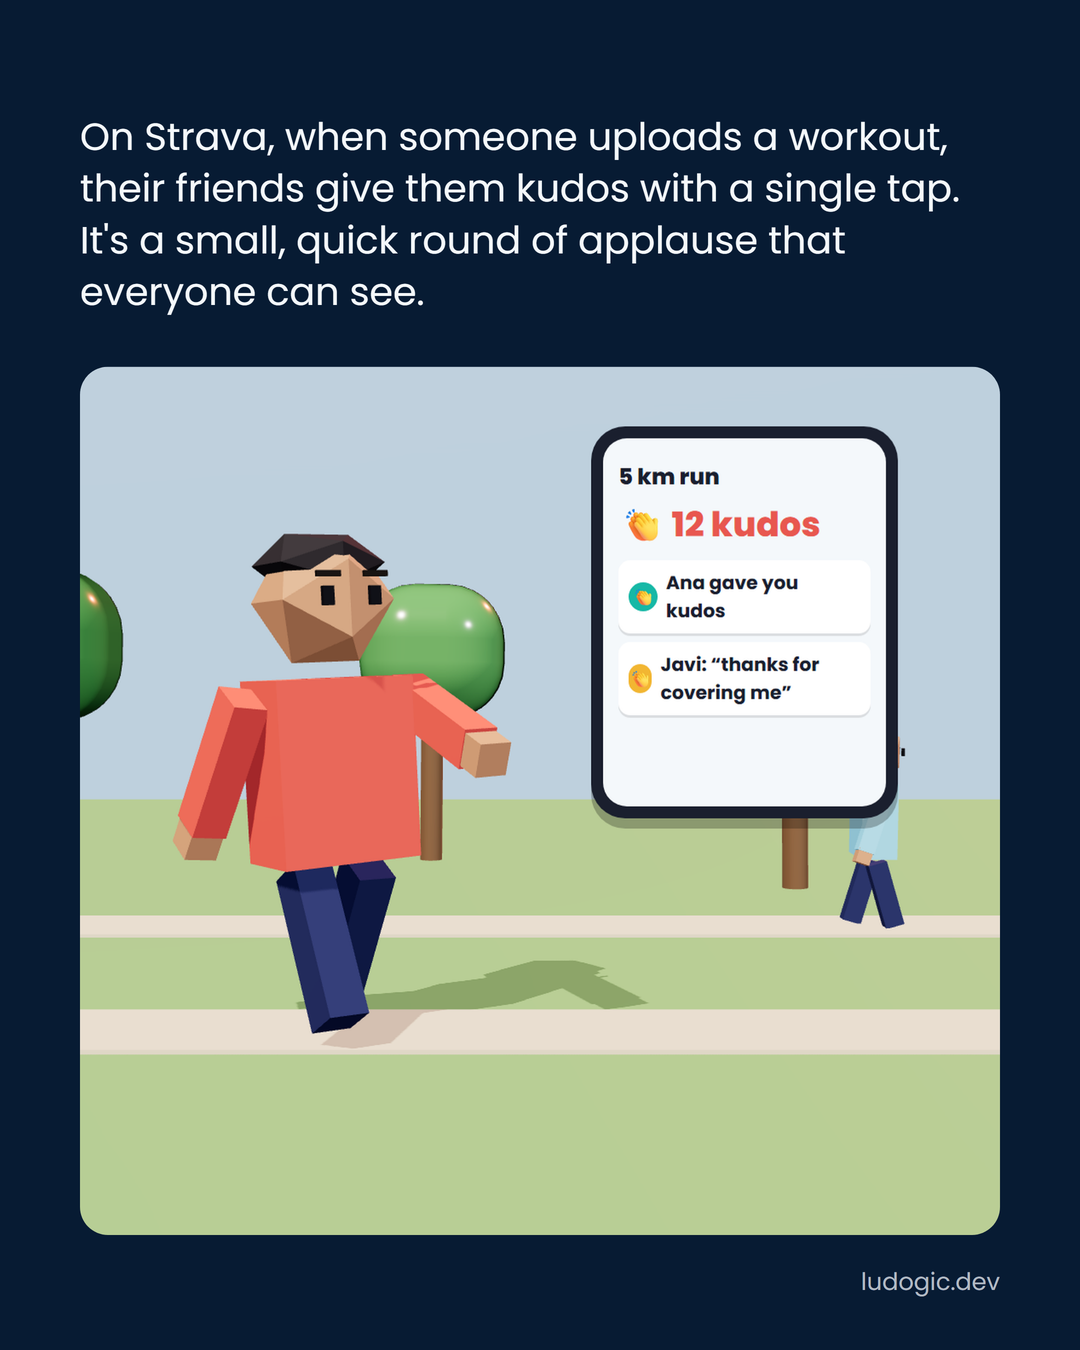 On Strava, when someone uploads a workout,
their friends give them kudos with a single tap.
It's a small, quick round of applause that
everyone can see.
5 km run
👏 12 kudos
Ana gave you
kudos
Javi: “thanks for
covering me”
ludogic.dev